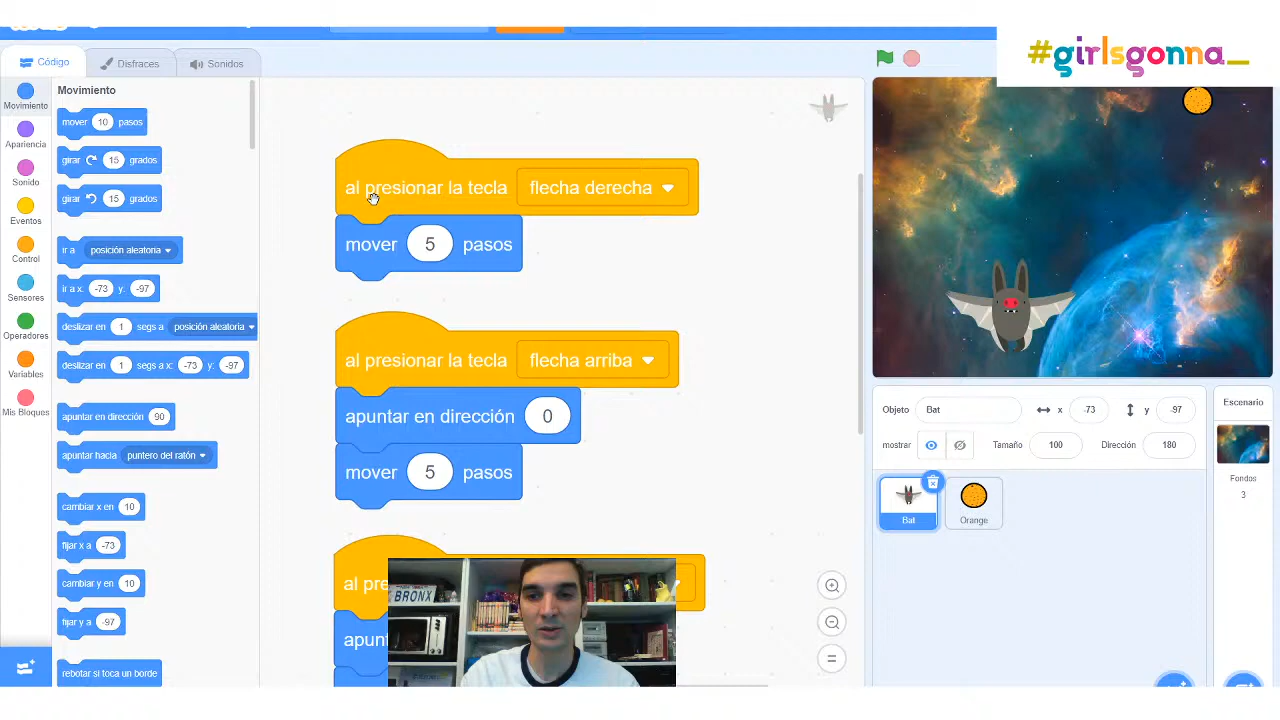 #girlsgonna_
Código
Disfraces
Sonidos
Movimiento
Apariencia
Sonido
Eventos
Control
Sensores
Operadores
Variables
Mis Bloques
Movimiento
mover 10 pasos
girar 15 grados
girar 15 grados
ir a posición aleatoria
ir a x: -73 y: -97
deslizar en 1 segs a posición aleatoria
deslizar en 1 segs a x: -73 y: -97
apuntar en dirección 90
apuntar hacia puntero del ratón
cambiar x en 10
fijar x a -73
cambiar y en 10
fijar y a -97
rebotar si toca un borde
al presionar la tecla flecha derecha
mover 5 pasos
al presionar la tecla flecha arriba
apuntar en dirección 0
mover 5 pasos
al pre
apunt
BRONX
Objeto Bat x -73 y -97
mostrar Tamaño 100 Dirección 180
Bat
Orange
Escenario
Fondos
3